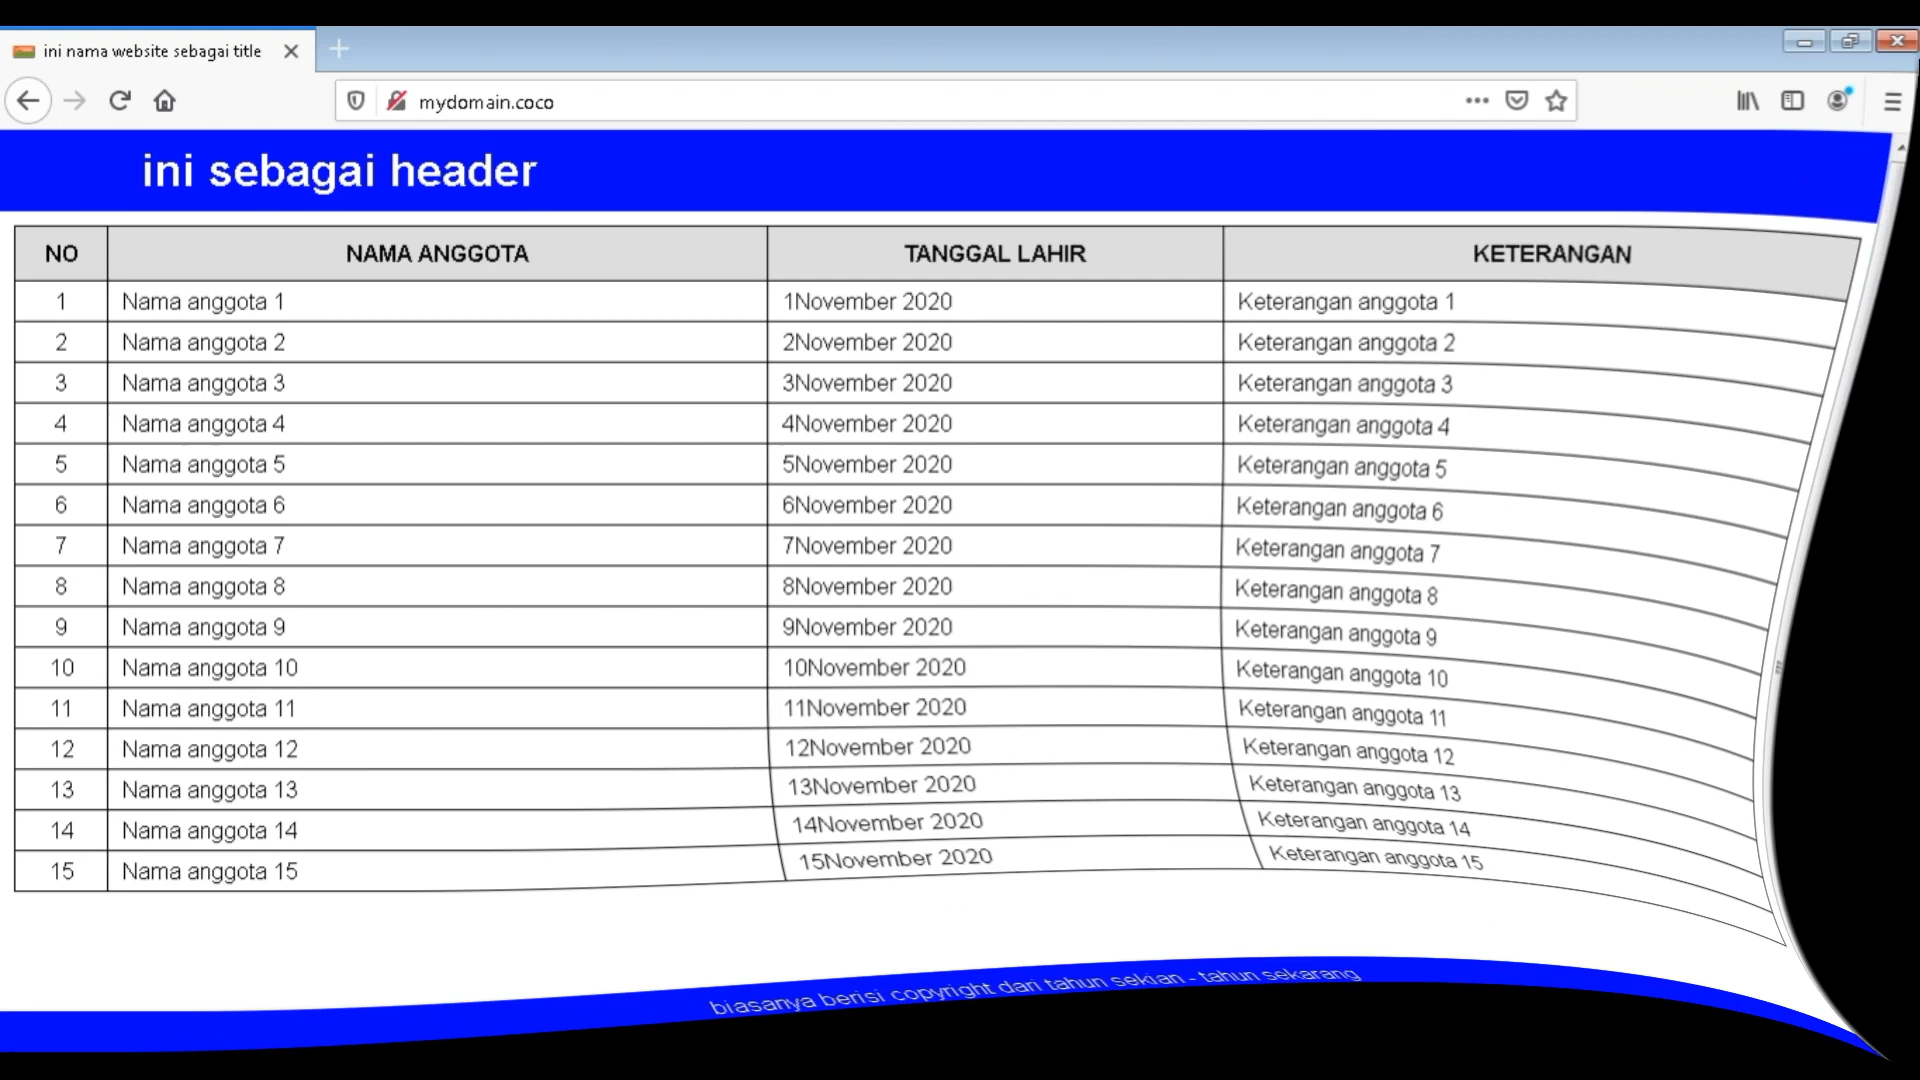 ini nama website sebagai title
mydomain.coco
ini sebagai header
NO NAMA ANGGOTA TANGGAL LAHIR KETERANGAN
1 Nama anggota 1 1November 2020 Keterangan anggota 1
2 Nama anggota 2 2November 2020 Keterangan anggota 2
3 Nama anggota 3 3November 2020 Keterangan anggota 3
4 Nama anggota 4 4November 2020 Keterangan anggota 4
5 Nama anggota 5 5November 2020 Keterangan anggota 5
6 Nama anggota 6 6November 2020 Keterangan anggota 6
7 Nama anggota 7 7November 2020 Keterangan anggota 7
8 Nama anggota 8 8November 2020 Keterangan anggota 8
9 Nama anggota 9 9November 2020 Keterangan anggota 9
10 Nama anggota 10 10November 2020 Keterangan anggota 10
11 Nama anggota 11 11November 2020 Keterangan anggota 11
12 Nama anggota 12 12November 2020 Keterangan anggota 12
13 Nama anggota 13 13November 2020 Keterangan anggota 13
14 Nama anggota 14 14November 2020 Keterangan anggota 14
15 Nama anggota 15 15November 2020 Keterangan anggota 15
biasanya berisi copyright dari tahun sekian - tahun sekarang